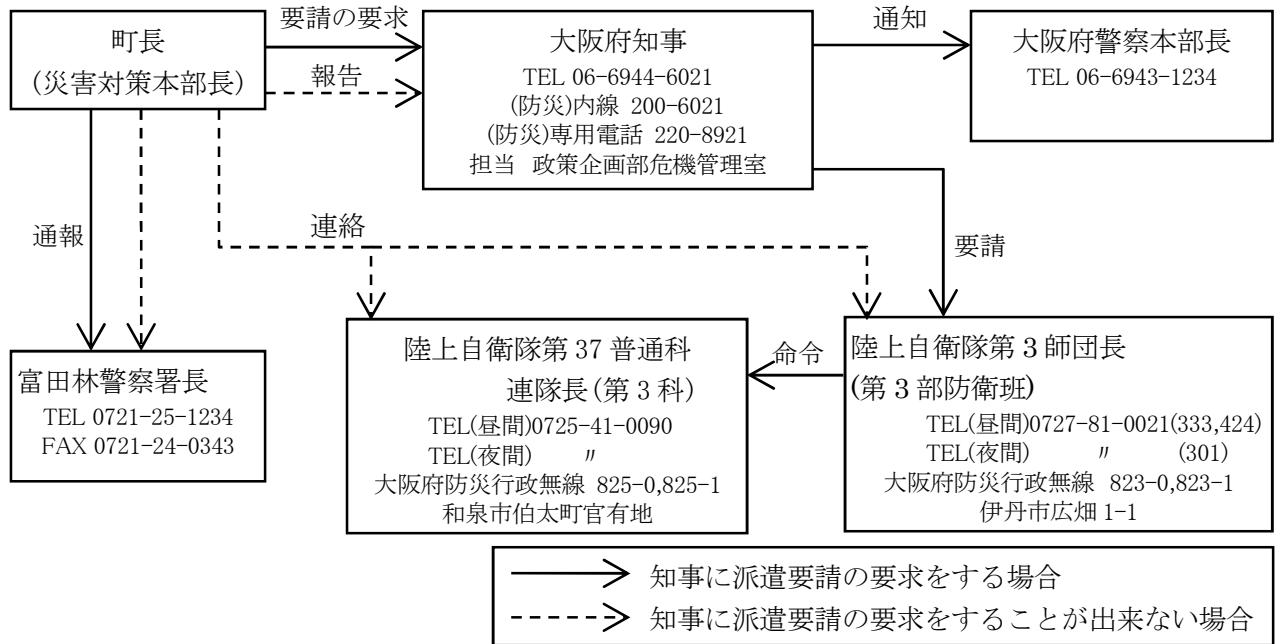 町長
(災害対策本部長)
要請の要求
報告
大阪府知事
TEL 06-6944-6021
(防災)内線 200-6021
(防災)専用電話 220-8921
担当 政策企画部危機管理室
通知
大阪府警察本部長
TEL 06-6943-1234
通報
連絡
要請
富田林警察署長
TEL 0721-25-1234
FAX 0721-24-0343
陸上自衛隊第 37 普通科
連隊長(第 3 科)
TEL(昼間)0725-41-0090
TEL(夜間) 〃
大阪府防災行政無線 825-0,825-1
和泉市伯太町官有地
命令
陸上自衛隊第 3 師団長
(第 3 部防衛班)
TEL(昼間)0727-81-0021(333,424)
TEL(夜間) 〃 (301)
大阪府防災行政無線 823-0,823-1
伊丹市広畑 1-1
知事に派遣要請の要求をする場合
知事に派遣要請の要求をすることが出来ない場合